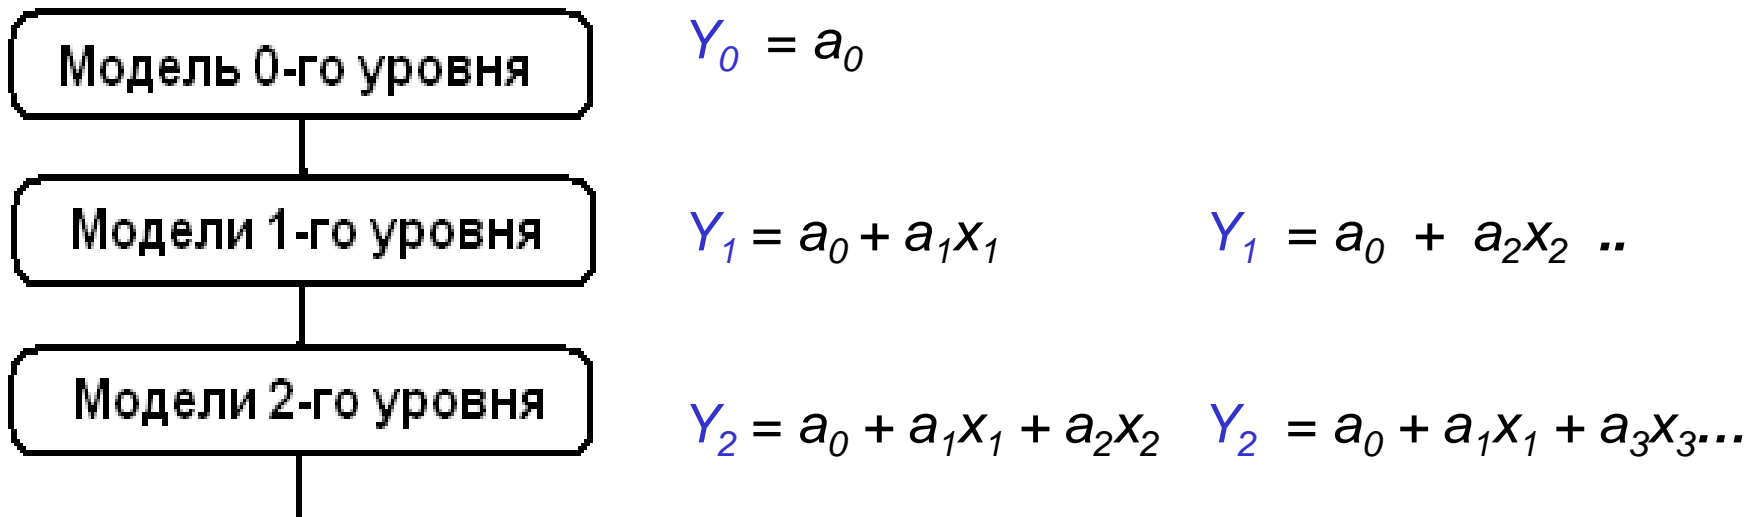 Модель 0-го уровня Y₀ = a₀
Модели 1-го уровня Y₁ = a₀ + a₁x₁ Y₁ = a₀ + a₂x₂ ..
Модели 2-го уровня Y₂ = a₀ + a₁x₁ + a₂x₂ Y₂ = a₀ + a₁x₁ + a₃x₃...